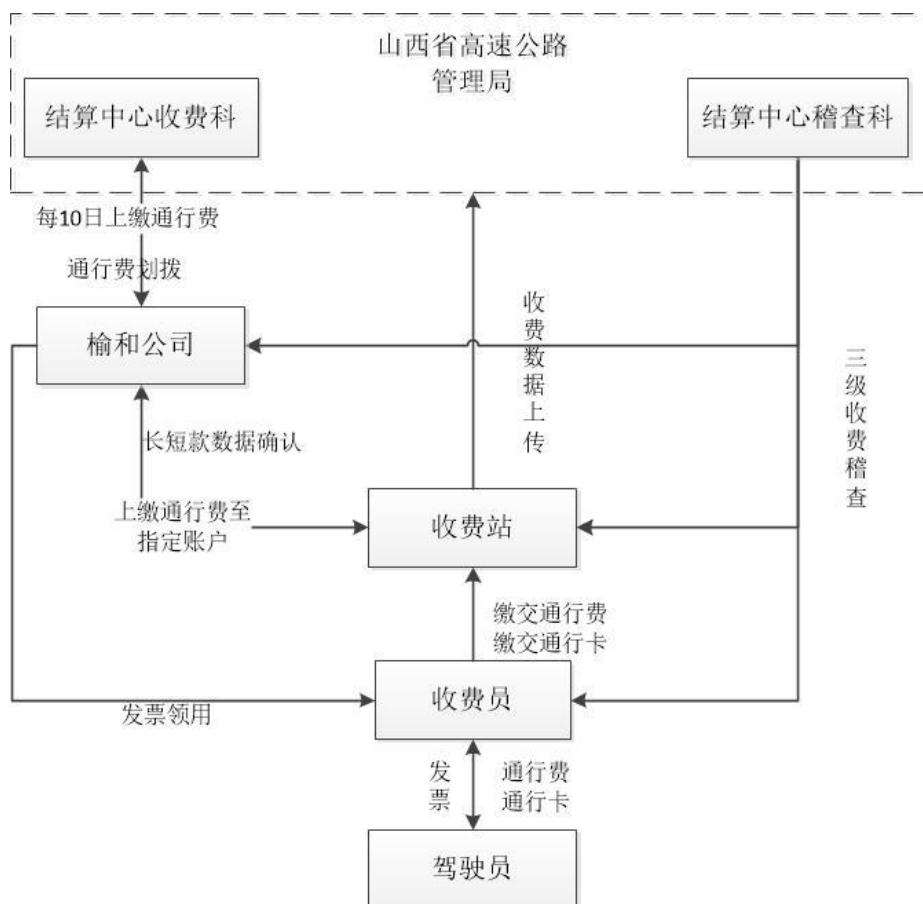 山西省高速公路
管理局
结算中心收费科
结算中心稽查科
每10日上缴通行费
通行费划拨
榆和公司
收费数据上传
三级收费稽查
长短款数据确认
上缴通行费至
指定账户
收费站
缴交通行费
缴交通行卡
收费员
发票领用
发票
通行费
通行卡
驾驶员